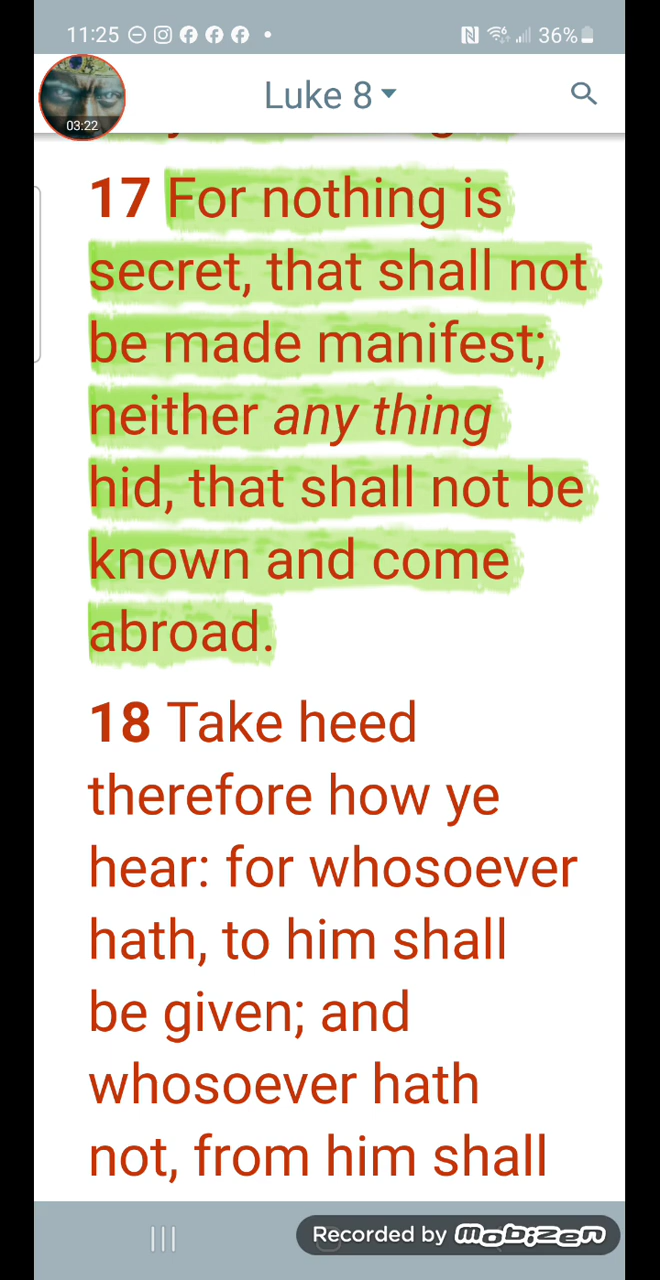 11:25
36%
03:22
Luke 8
17 For nothing is
secret, that shall not
be made manifest;
neither any thing
hid, that shall not be
known and come
abroad.
18 Take heed
therefore how ye
hear: for whosoever
hath, to him shall
be given; and
whosoever hath
not, from him shall
Recorded by mobizen